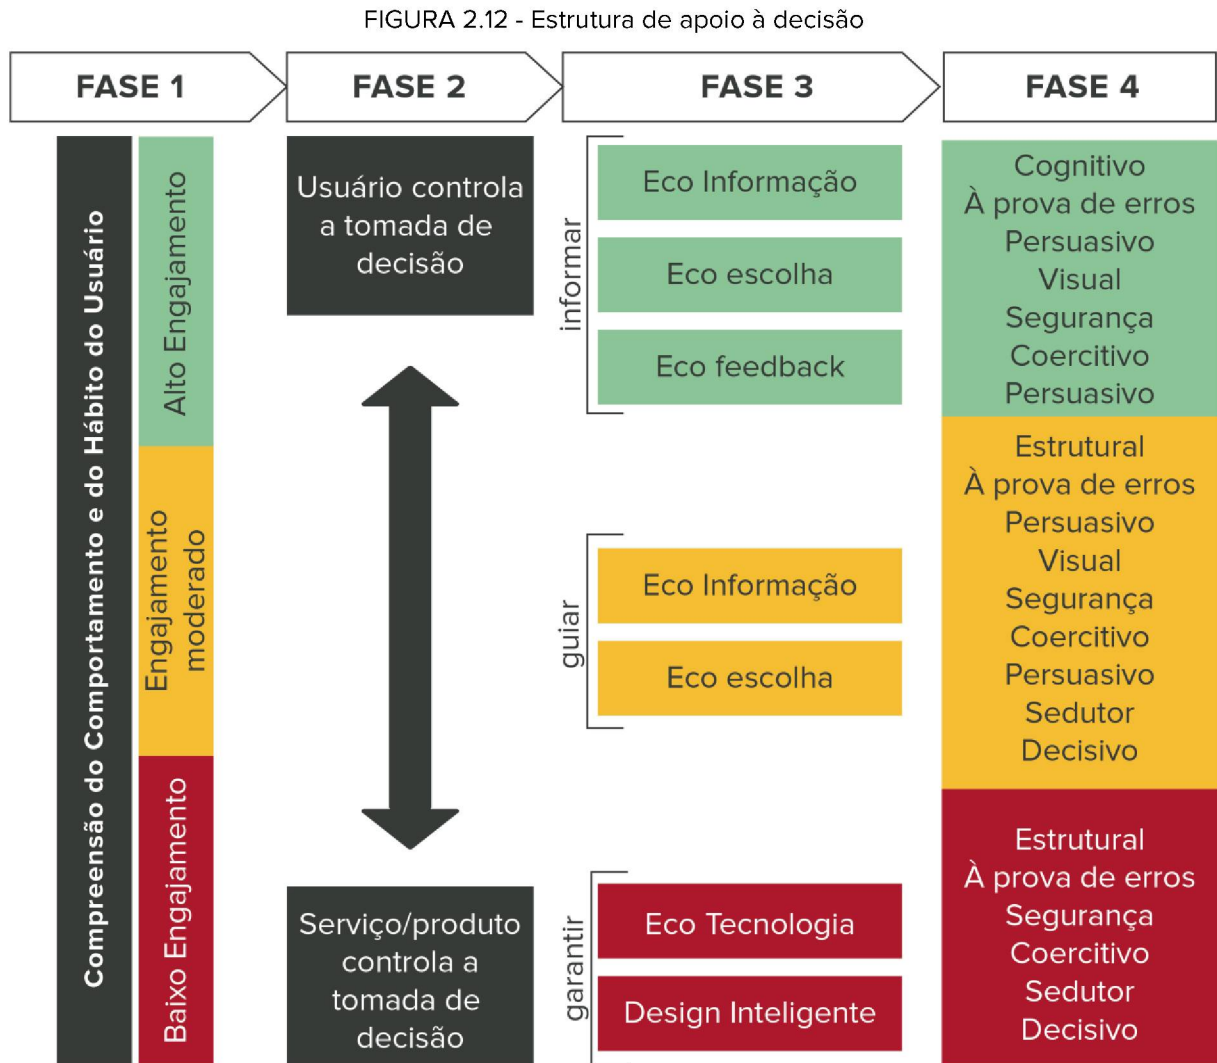 FIGURA 2.12 - Estrutura de apoio à decisão
FASE 1
FASE 2
FASE 3
FASE 4
Compreensão do Comportamento e do Hábito do Usuário
Alto Engajamento
Engajamento
moderado
Baixo Engajamento
Usuário controla
a tomada de
decisão
Serviço/produto
controla a
tomada de
decisão
informar
Eco Informação
Eco escolha
Eco feedback
guiar
Eco Informação
Eco escolha
garantir
Eco Tecnologia
Design Inteligente
Cognitivo
À prova de erros
Persuasivo
Visual
Segurança
Coercitivo
Persuasivo
Estrutural
À prova de erros
Persuasivo
Visual
Segurança
Coercitivo
Persuasivo
Sedutor
Decisivo
Estrutural
À prova de erros
Segurança
Coercitivo
Sedutor
Decisivo